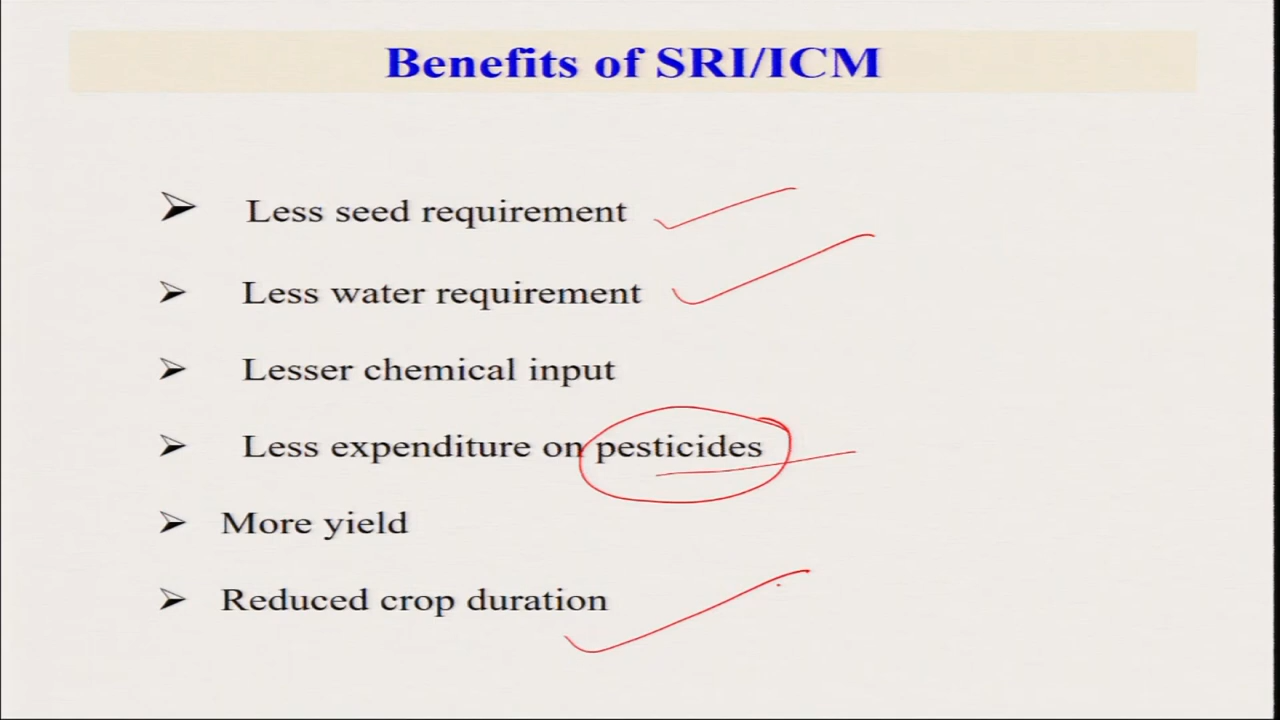 Benefits of SRI/ICM
Less seed requirement
Less water requirement
Lesser chemical input
Less expenditure on pesticides
More yield
Reduced crop duration